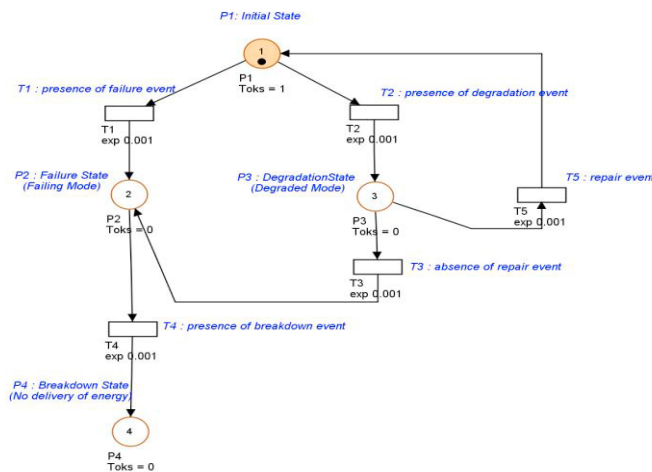 P1: Initial State
1
P1
Toks = 1
T1 : presence of failure event
T2 : presence of degradation event
T1
exp 0.001
T2
exp 0.001
P2 : Failure State
(Failing Mode)
2
P2
Toks = 0
P3 : DegradationState
(Degraded Mode)
3
P3
Toks = 0
T5 : repair event
T5
exp 0.001
T3 : absence of repair event
T3
exp 0.001
T4 : presence of breakdown event
T4
exp 0.001
P4 : Breakdown State
(No delivery of energy)
4
P4
Toks = 0